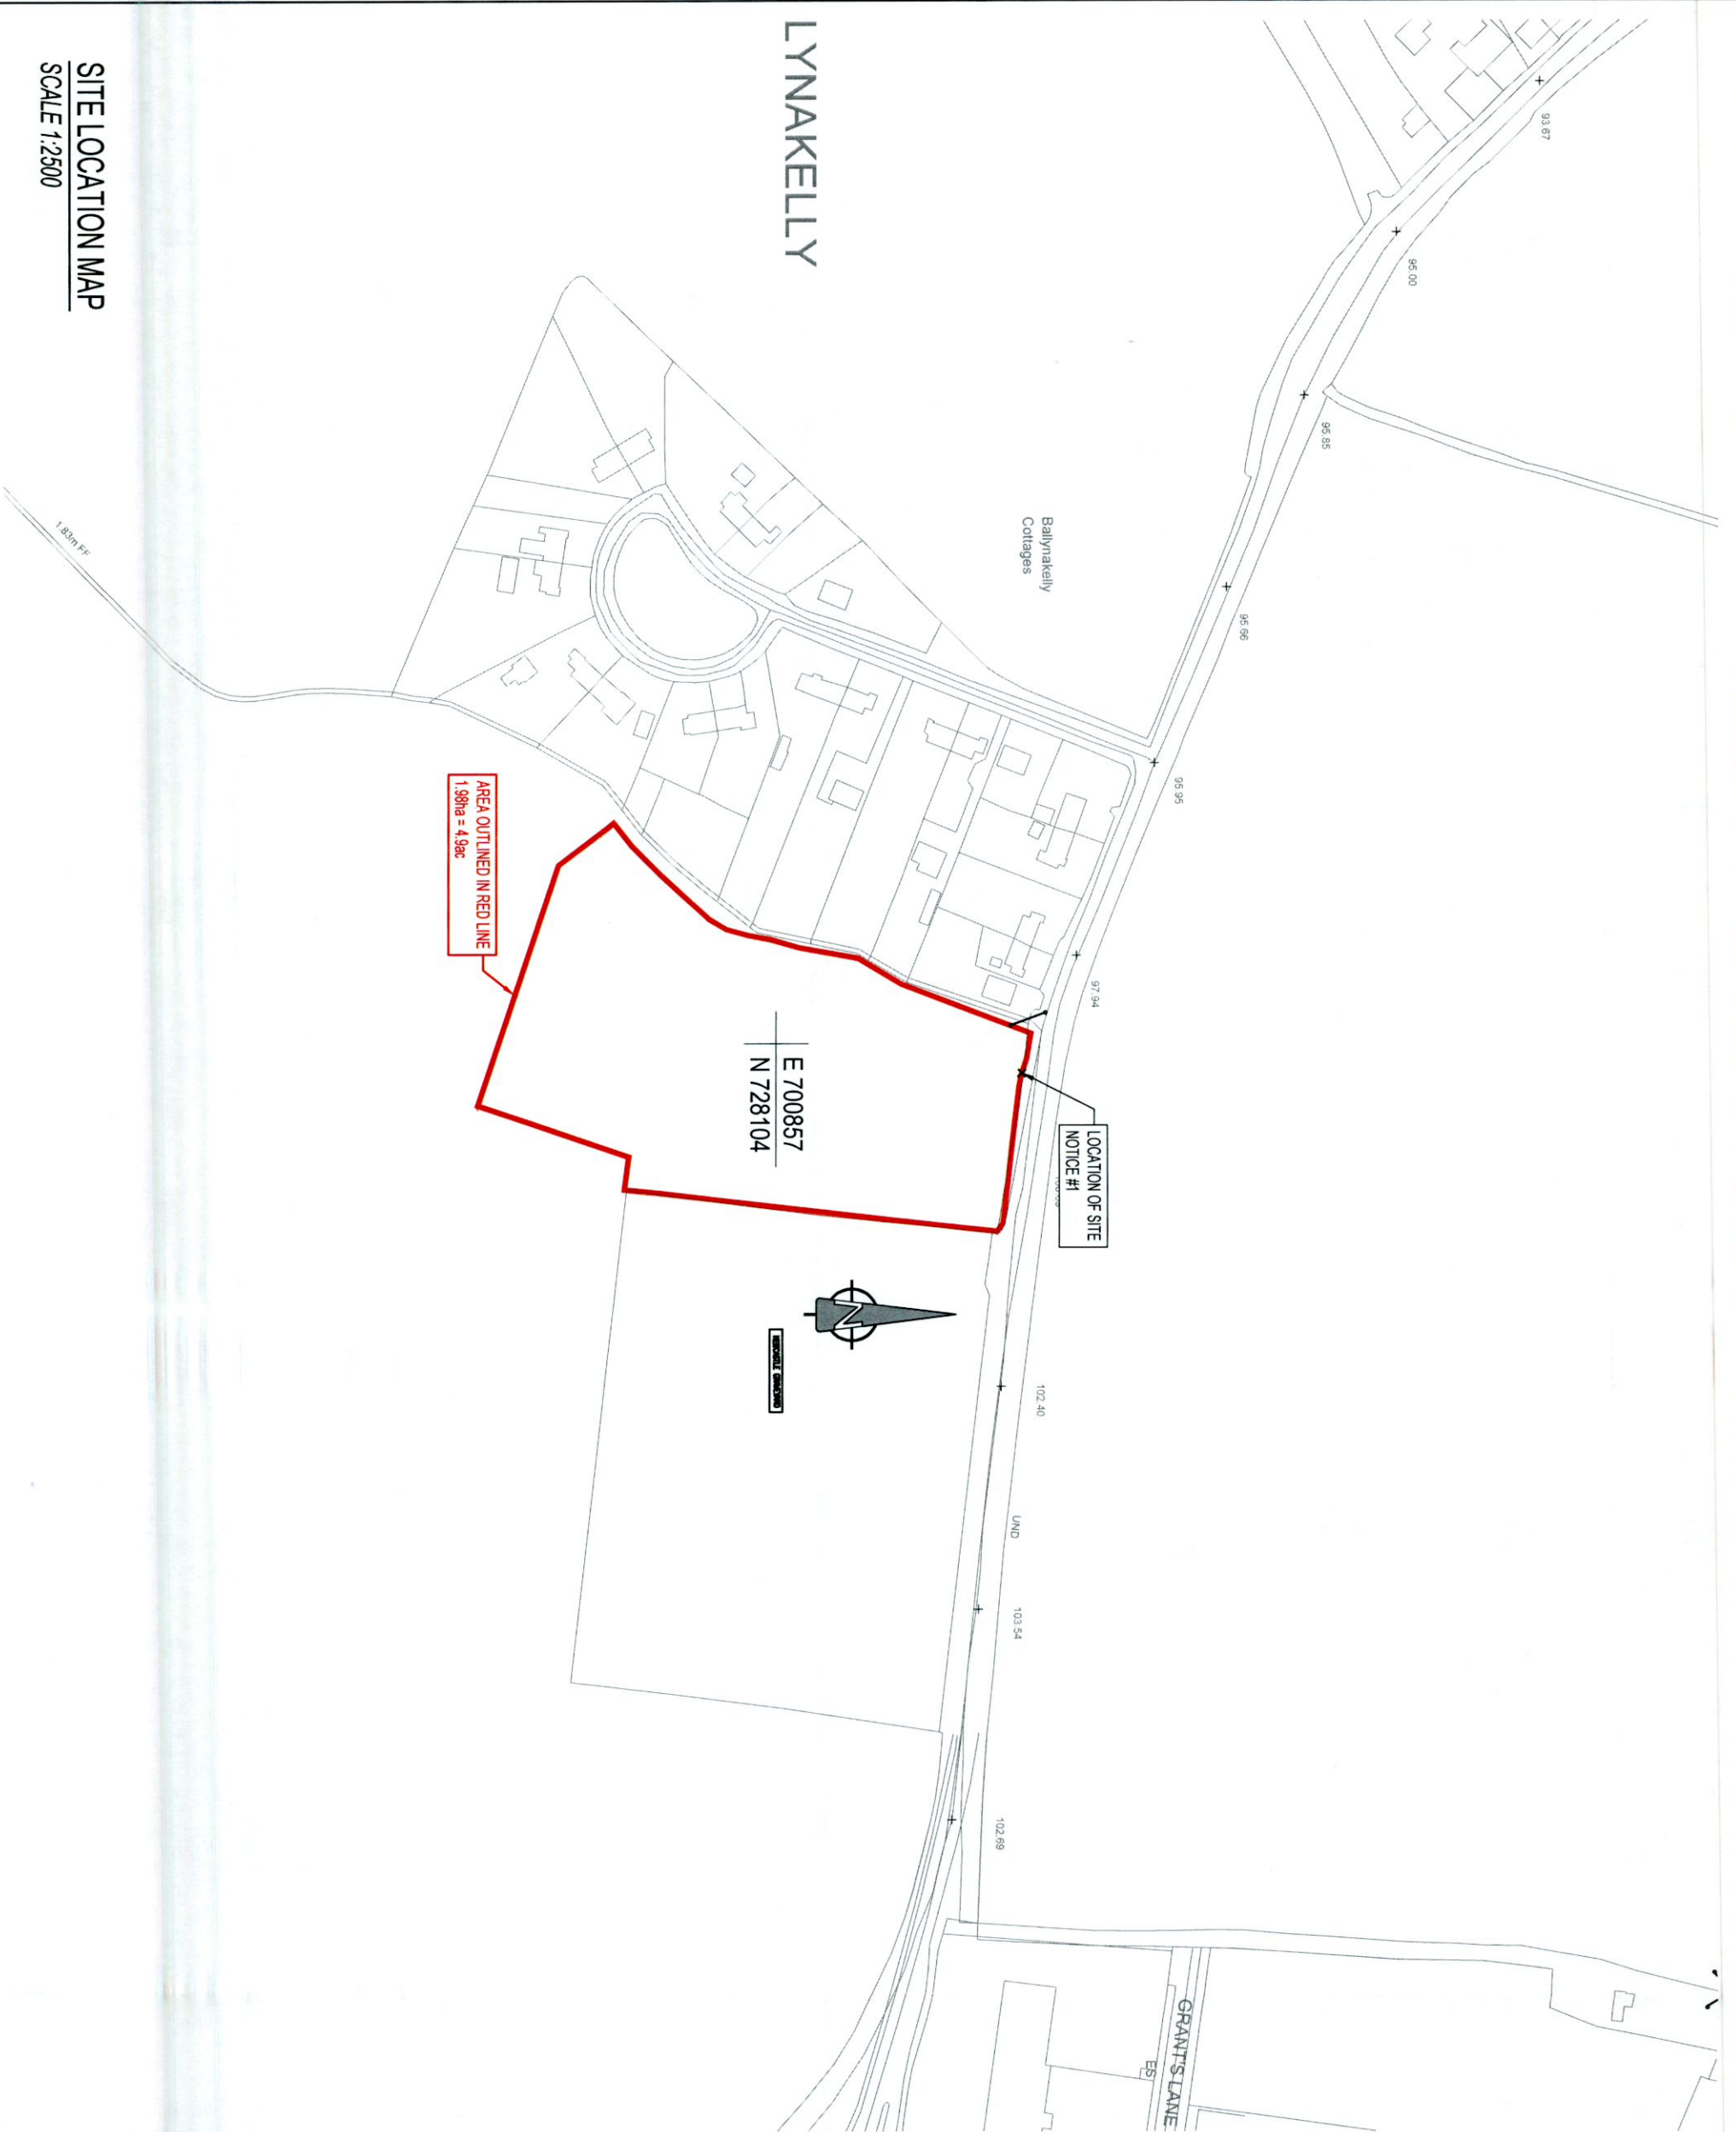 LYNAKELLY
93.67
95.00
95.85
95.66
95.95
97.94
Ballynakelly
Cottages
LOCATION OF SITE
NOTICE #1
E 700857
N 728104
N
102.40
UND
103.54
102.69
GRANT'S LANE
ES
AREA OUTLINED IN RED LINE
1.98ha = 4.9ac
1.83m FF
SITE LOCATION MAP
SCALE 1:2500